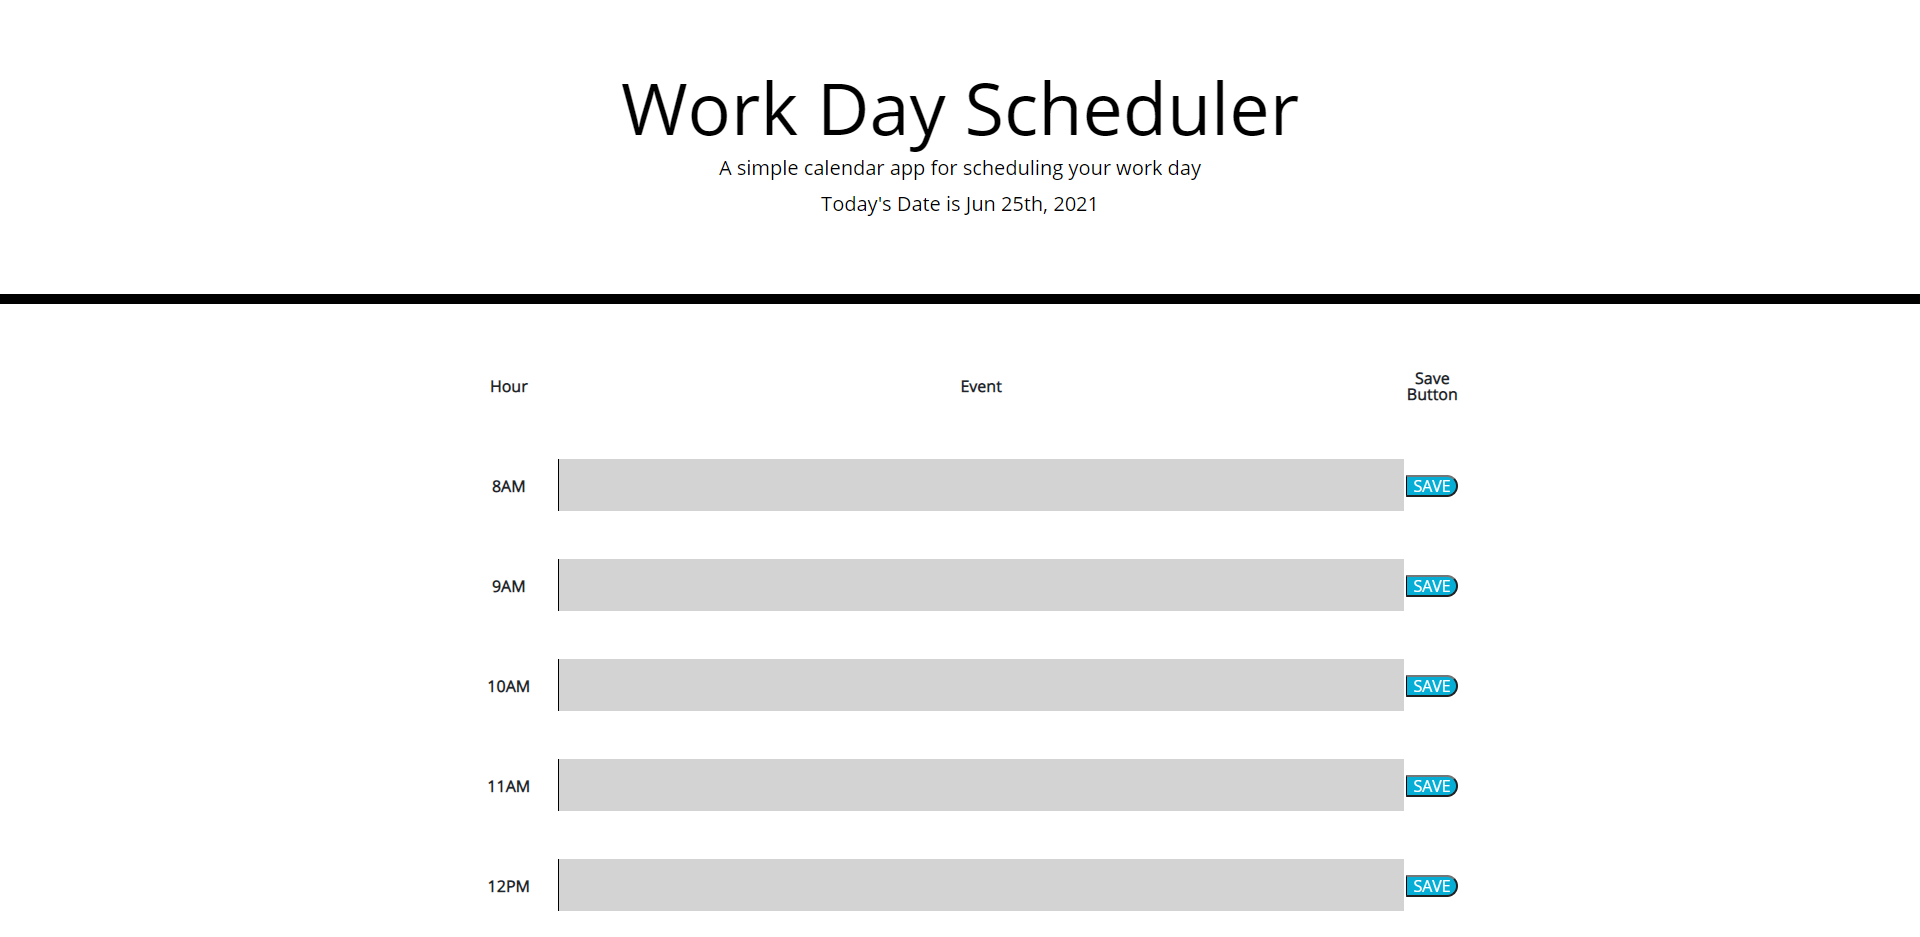 Work Day Scheduler
A simple calendar app for scheduling your work day
Today's Date is Jun 25th, 2021
Hour
Event
Save
Button
8AM
SAVE
9AM
SAVE
10AM
SAVE
11AM
SAVE
12PM
SAVE